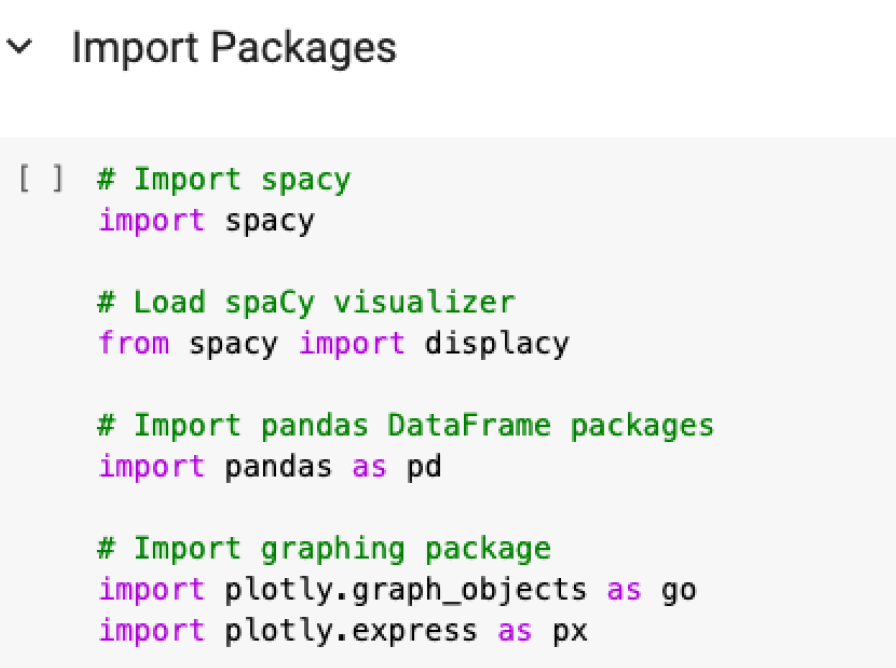 Import Packages
[ ] # Import spacy
import spacy
# Load spaCy visualizer
from spacy import displacy
# Import pandas DataFrame packages
import pandas as pd
# Import graphing package
import plotly.graph_objects as go
import plotly.express as px